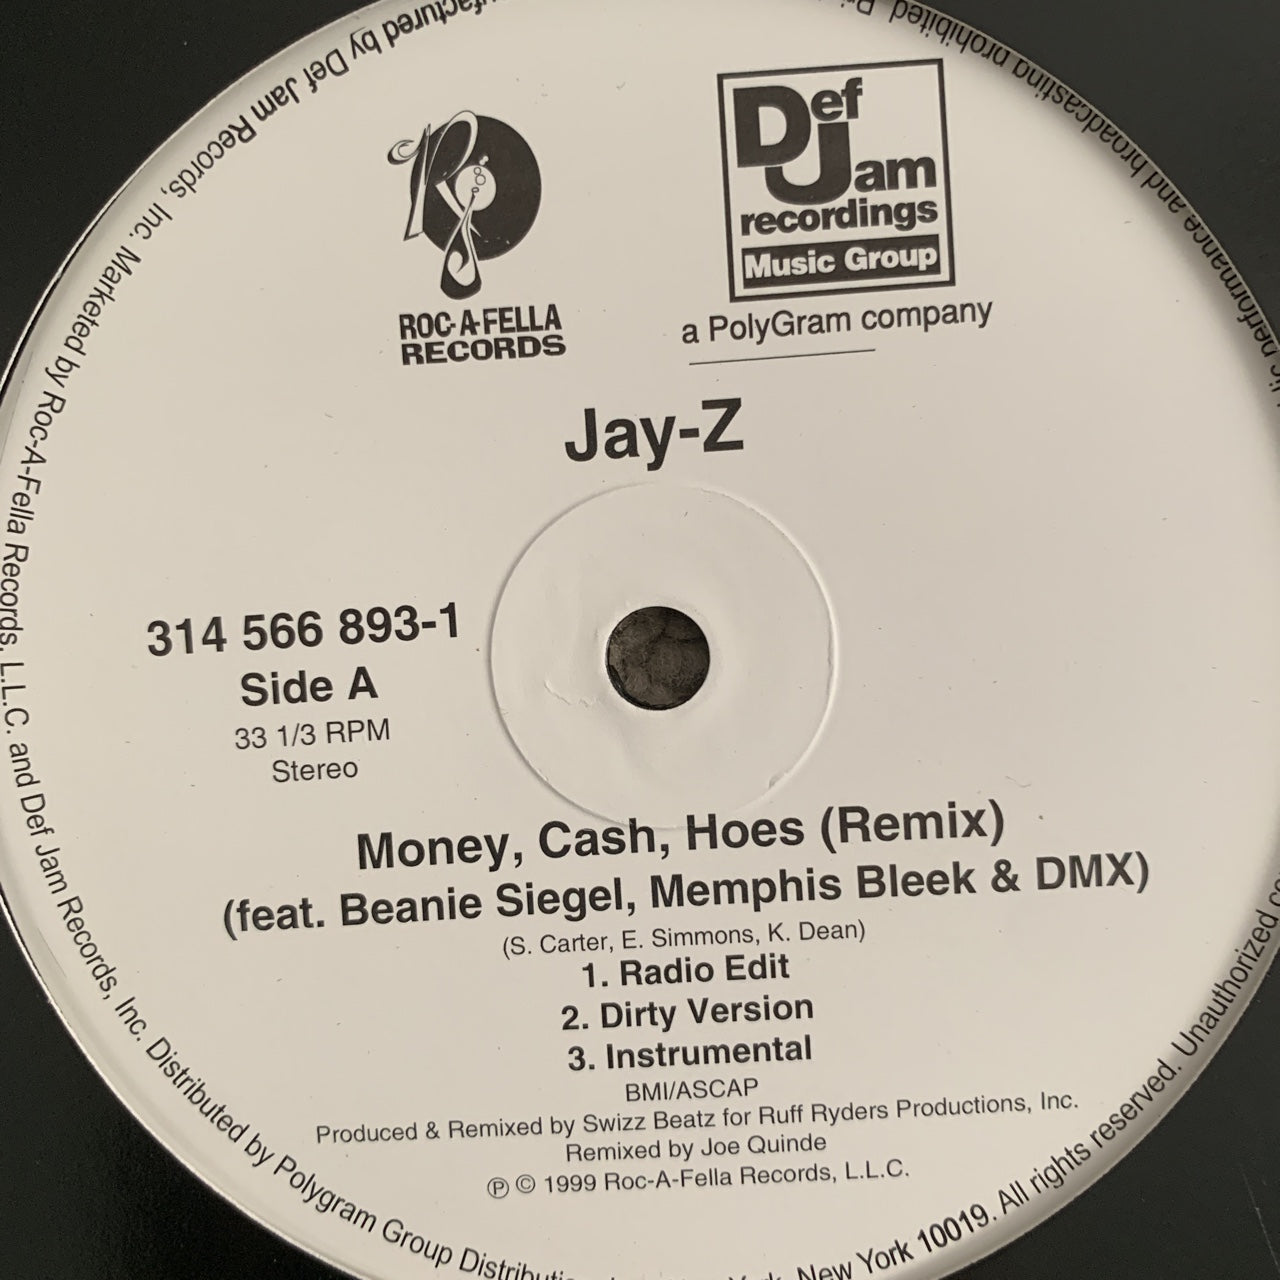 Def Jam
recordings
Music Group
a PolyGram company
ROC-A-FELLA
RECORDS
Jay-Z
314 566 893-1
Side A
33 1/3 RPM
Stereo
Money, Cash, Hoes (Remix)
(feat. Beanie Siegel, Memphis Bleek & DMX)
(S. Carter, E. Simmons, K. Dean)
1. Radio Edit
2. Dirty Version
3. Instrumental
BMI/ASCAP
Produced & Remixed by Swizz Beatz for Ruff Ryders Productions, Inc.
Remixed by Joe Quinde
℗ © 1999 Roc-A-Fella Records, L.L.C.
by Def Jam Records, Inc. Marketed by Roc-A-Fella Records, L.L.C. and Def Jam Records, Inc. Distributed by Polygram Group New York 10019. All rights reserved. Unauthorized performance and broadcasting prohibited